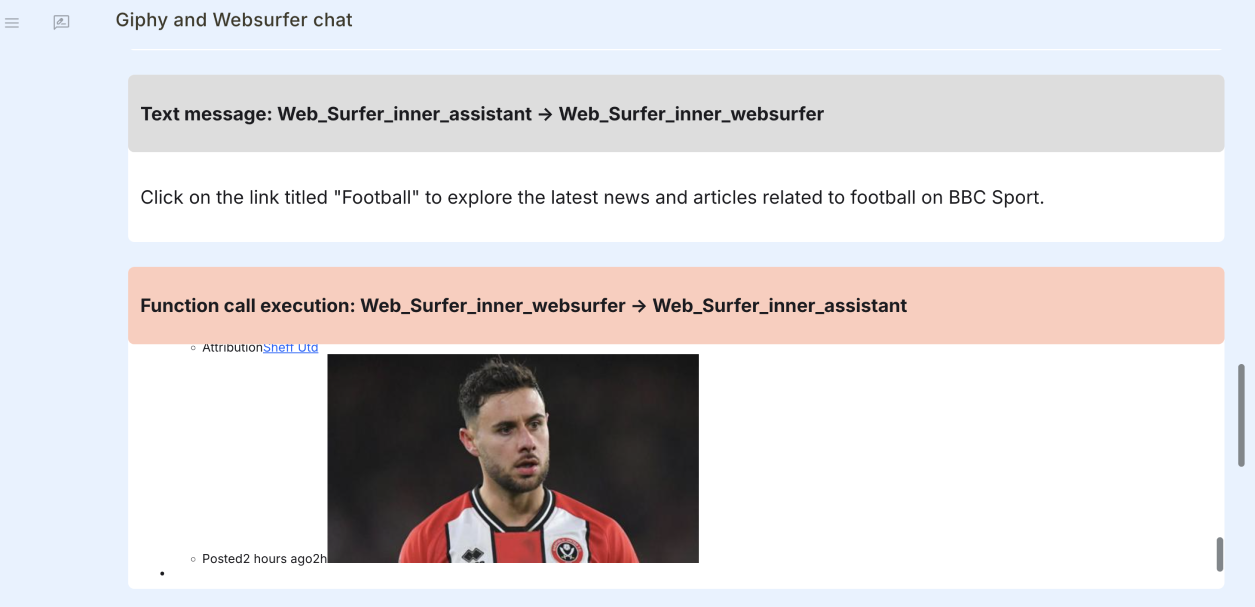 Giphy and Websurfer chat
Text message: Web_Surfer_inner_assistant → Web_Surfer_inner_websurfer
Click on the link titled "Football" to explore the latest news and articles related to football on BBC Sport.
Function call execution: Web_Surfer_inner_websurfer → Web_Surfer_inner_assistant
AttributionSheff Utd
Posted2 hours ago2h